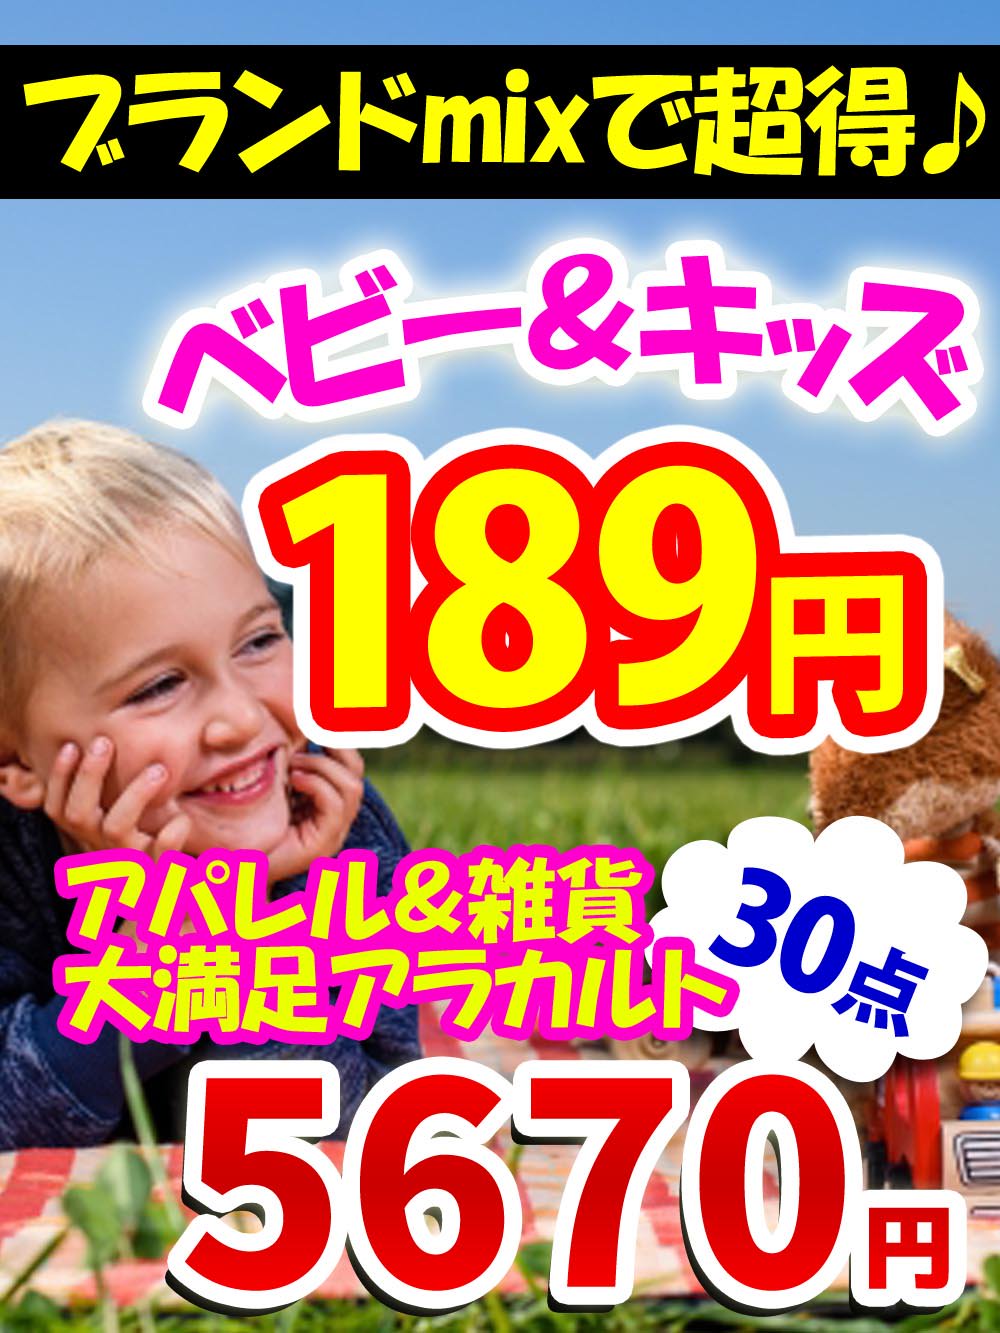 ブランドmixで超得♪
ベビー&キッズ
189円
アパレル&雑貨
大満足アラカルト
30点
5670円